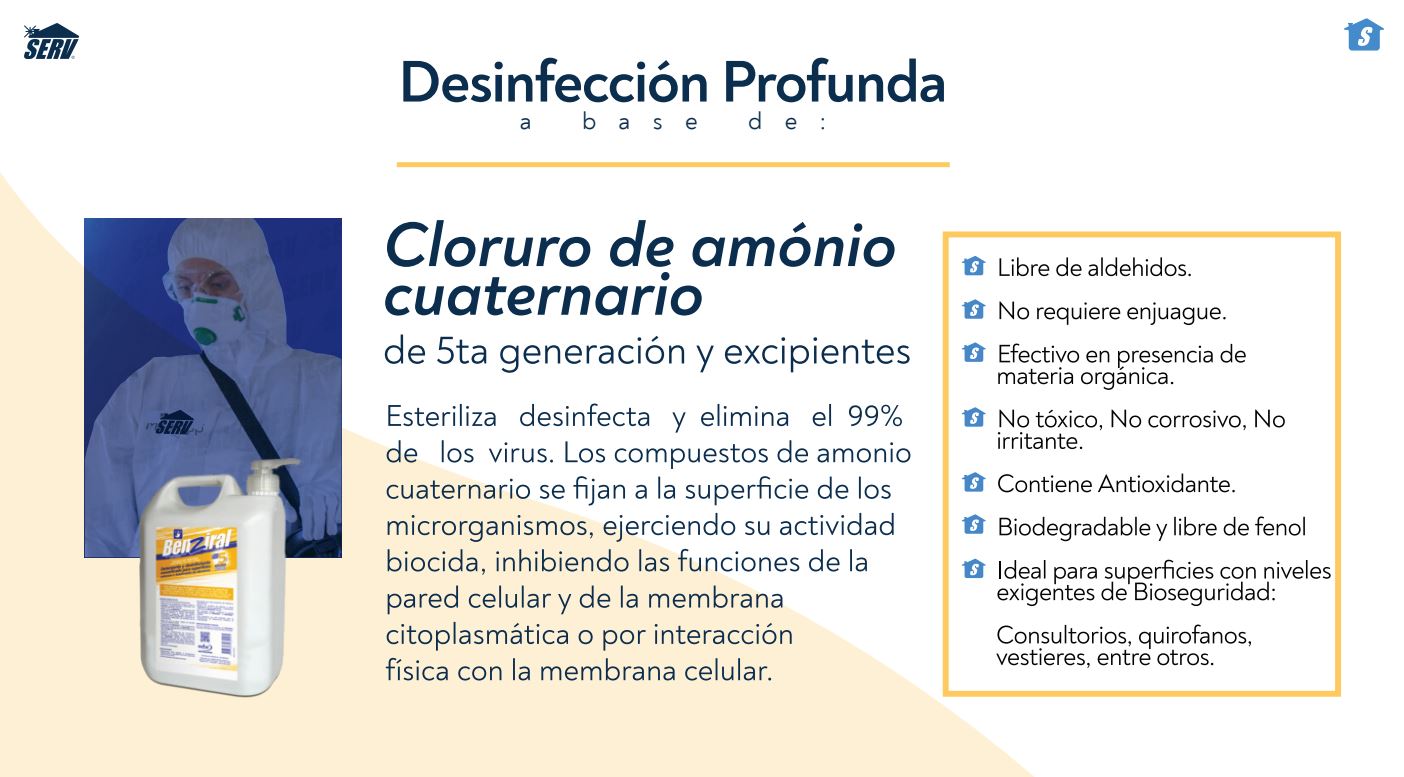 SERV
S
Desinfección Profunda
a base de:
Cloruro de amónio
cuaternario
de 5ta generación y excipientes
Esteriliza desinfecta y elimina el 99%
de los virus. Los compuestos de amonio
cuaternario se fijan a la superficie de los
microrganismos, ejerciendo su actividad
biocida, inhibiendo las funciones de la
pared celular y de la membrana
citoplasmática o por interacción
física con la membrana celular.
S Libre de aldehidos.
S No requiere enjuague.
S Efectivo en presencia de
materia orgánica.
S No tóxico, No corrosivo, No
irritante.
S Contiene Antioxidante.
S Biodegradable y libre de fenol
S Ideal para superficies con niveles
exigentes de Bioseguridad:
Consultorios, quirofanos,
vestieres, entre otros.
SERV
BenZiral